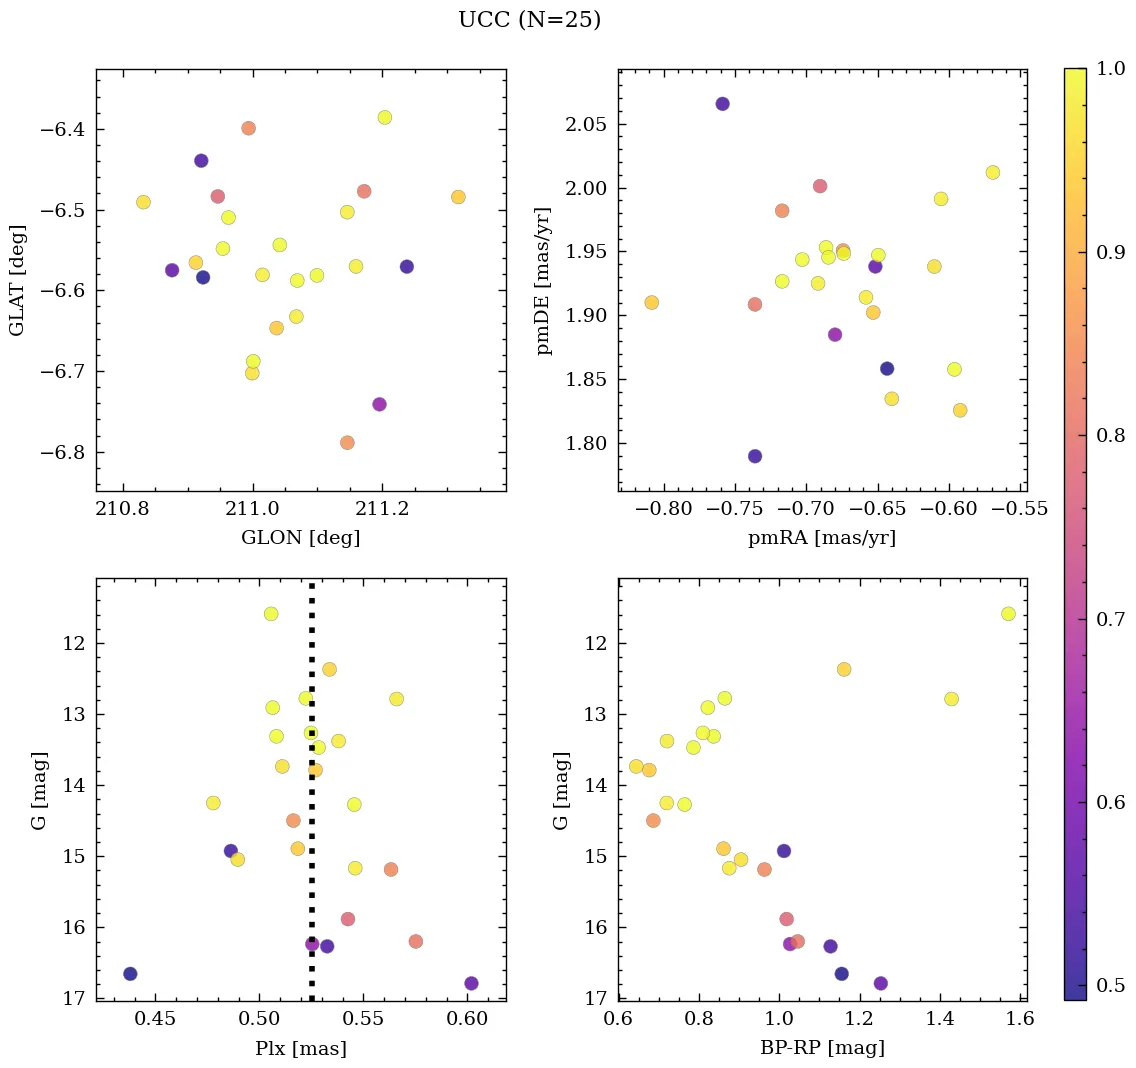 UCC (N=25)
−6.4
−6.5
−6.6
−6.7
−6.8
GLAT [deg]
210.8 211.0 211.2
GLON [deg]
2.05
2.00
1.95
1.90
1.85
1.80
pmDE [mas/yr]
−0.80 −0.75 −0.70 −0.65 −0.60 −0.55
pmRA [mas/yr]
12
13
14
15
16
17
G [mag]
0.45 0.50 0.55 0.60
Plx [mas]
12
13
14
15
16
17
G [mag]
0.6 0.8 1.0 1.2 1.4 1.6
BP-RP [mag]
1.0
0.9
0.8
0.7
0.6
0.5